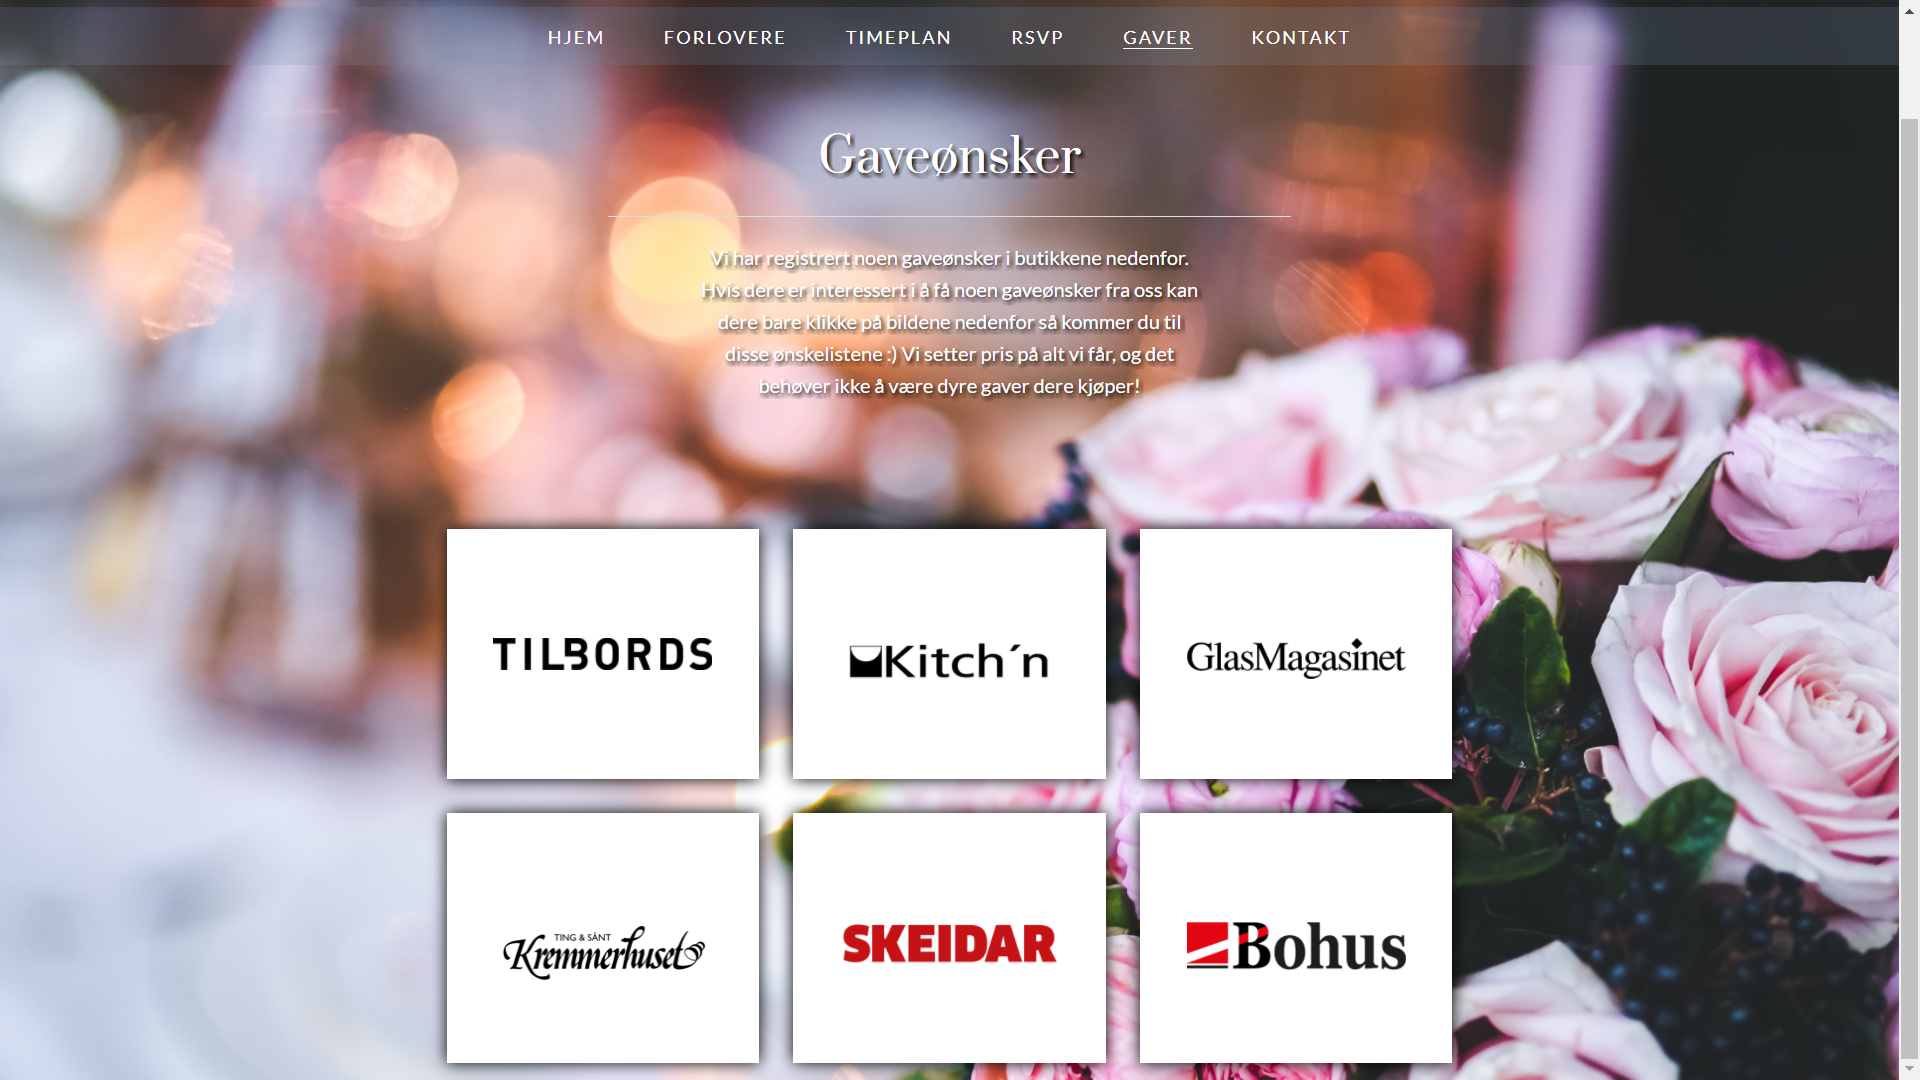 HJEM FORLOVERE TIMEPLAN RSVP GAVER KONTAKT
Gaveønsker
Vi har registrert noen gaveønsker i butikkene nedenfor.
Hvis dere er interessert i å få noen gaveønsker fra oss kan
dere bare klikke på bildene nedenfor så kommer du til
disse ønskelistene :) Vi setter pris på alt vi får, og det
behøver ikke å være dyre gaver dere kjøper!
TILBORDS
Kitch´n
GlasMagasinet
TING & SÅNT
Kremmerhuset
SKEIDAR
Bohus